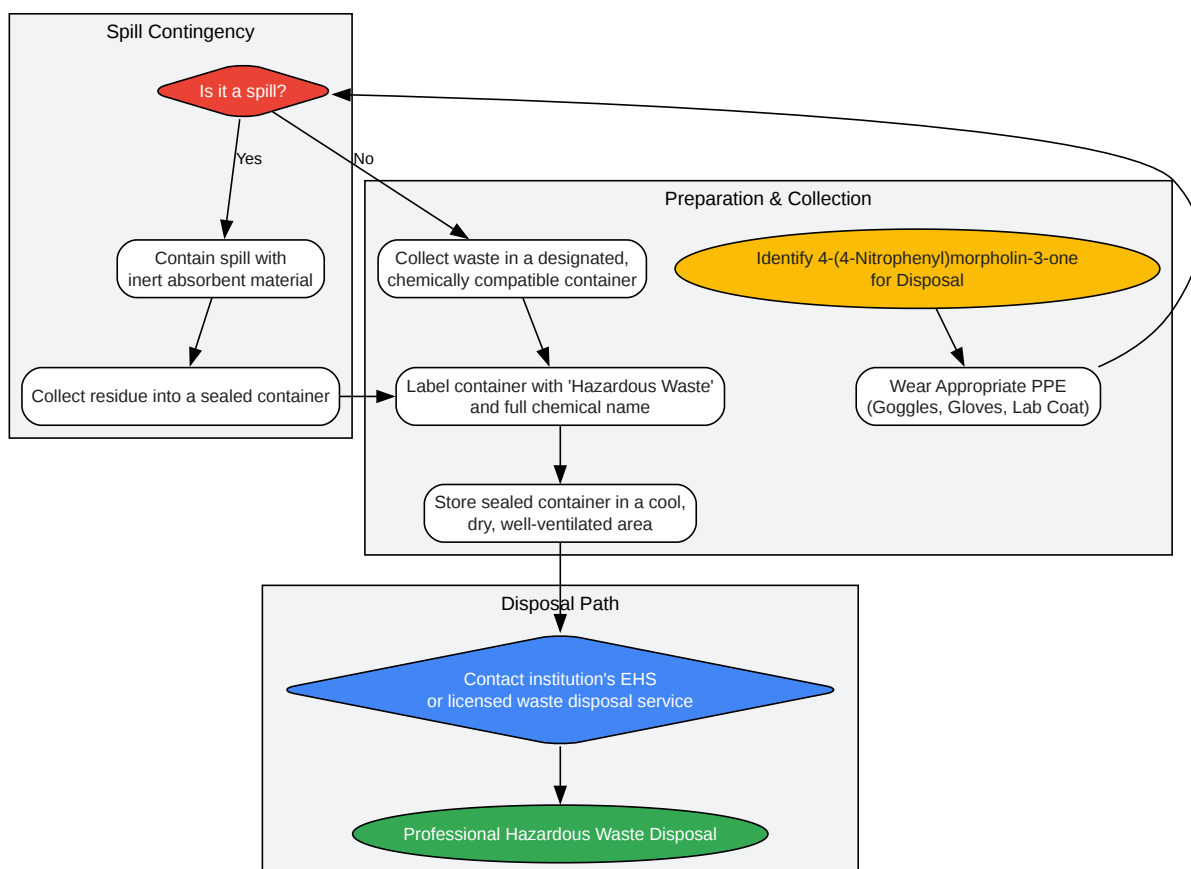 Spill Contingency
Is it a spill?
Yes
No
Preparation & Collection
Contain spill with
inert absorbent material
Collect waste in a designated,
chemically compatible container
Identify 4-(4-Nitrophenyl)morpholin-3-one
for Disposal
Collect residue into a sealed container
Label container with 'Hazardous Waste'
and full chemical name
Wear Appropriate PPE
(Goggles, Gloves, Lab Coat)
Store sealed container in a cool,
dry, well-ventilated area
Disposal Path
Contact institution's EHS
or licensed waste disposal service
Professional Hazardous Waste Disposal